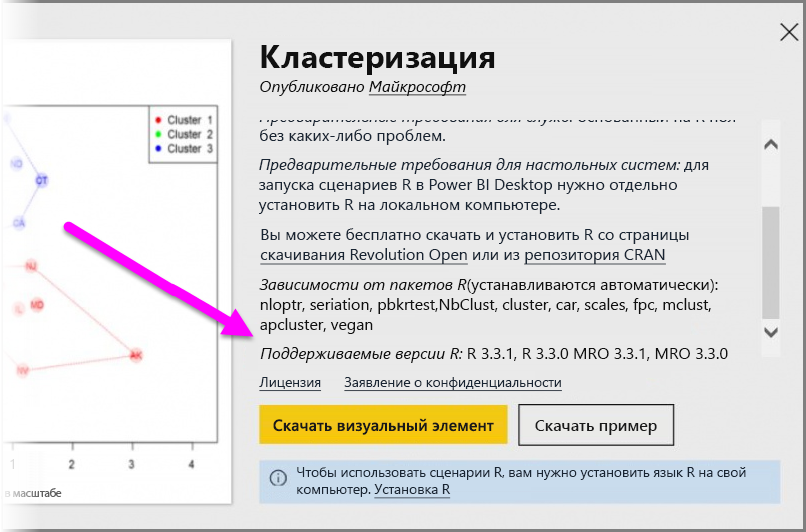 Кластеризация
Опубликовано Майкрософт
без каких-либо проблем.
Предварительные требования для настольных систем: для
запуска сценариев R в Power BI Desktop нужно отдельно
установить R на локальном компьютере.
Вы можете бесплатно скачать и установить R со страницы
скачивания Revolution Open или из репозитория CRAN
Зависимости от пакетов R(устанавливаются автоматически):
nloptr, seriation, pbkrtest,NbClust, cluster, car, scales, fpc, mclust,
apcluster, vegan
Поддерживаемые версии R: R 3.3.1, R 3.3.0 MRO 3.3.1, MRO 3.3.0
Лицензия Заявление о конфиденциальности
Скачать визуальный элемент Скачать пример
Чтобы использовать сценарии R, вам нужно установить язык R на свой
компьютер. Установка R
Cluster 1
Cluster 2
Cluster 3
ND
CT
CA
NJ
MD
NV
AK
1 2 3 4
в масштабе